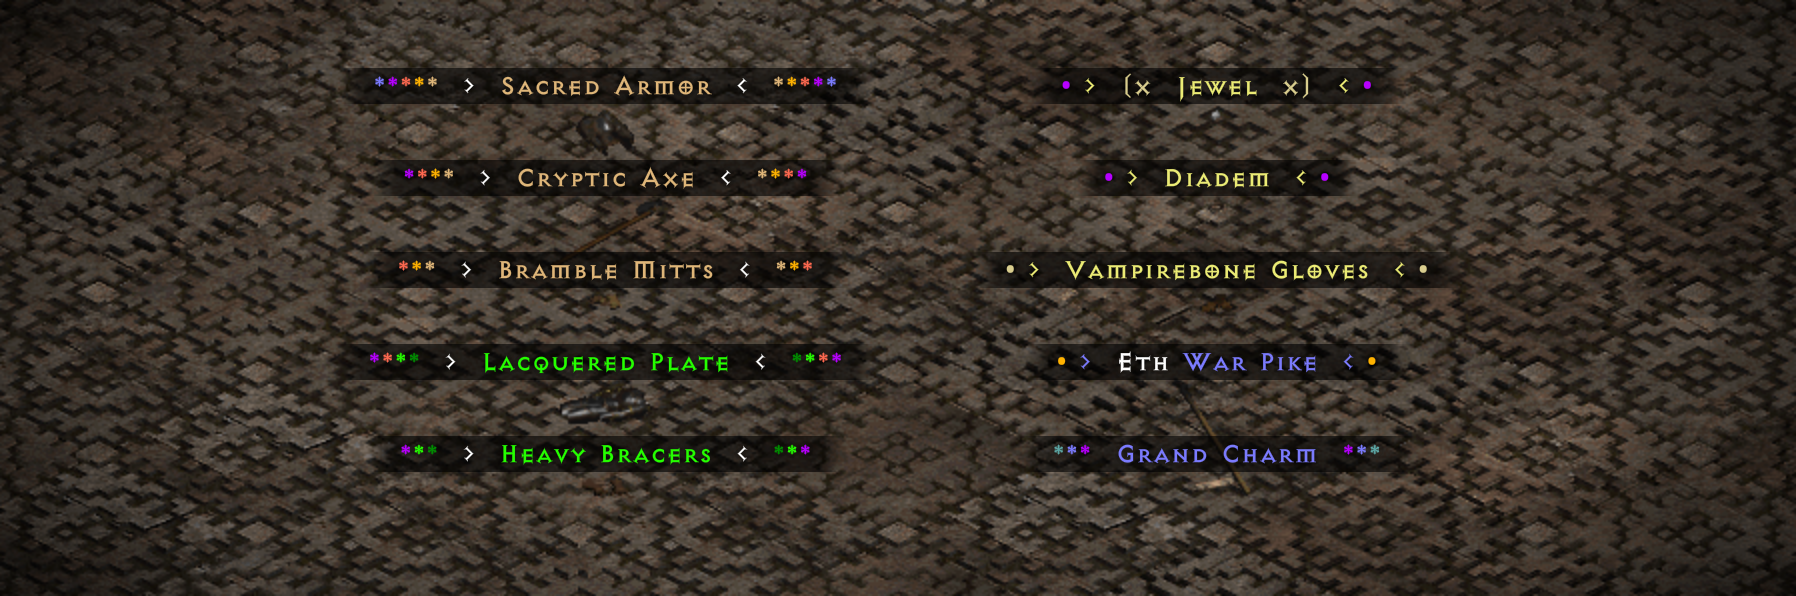 ***** > Sacred Armor < *****
**** > Cryptic Axe < ****
*** > Bramble Mitts < ***
**** > Lacquered Plate < ****
*** > Heavy Bracers < ***
• > (x Jewel x) < •
• > Diadem < •
• > Vampirebone Gloves < •
• > Eth War Pike < •
*** Grand Charm ***